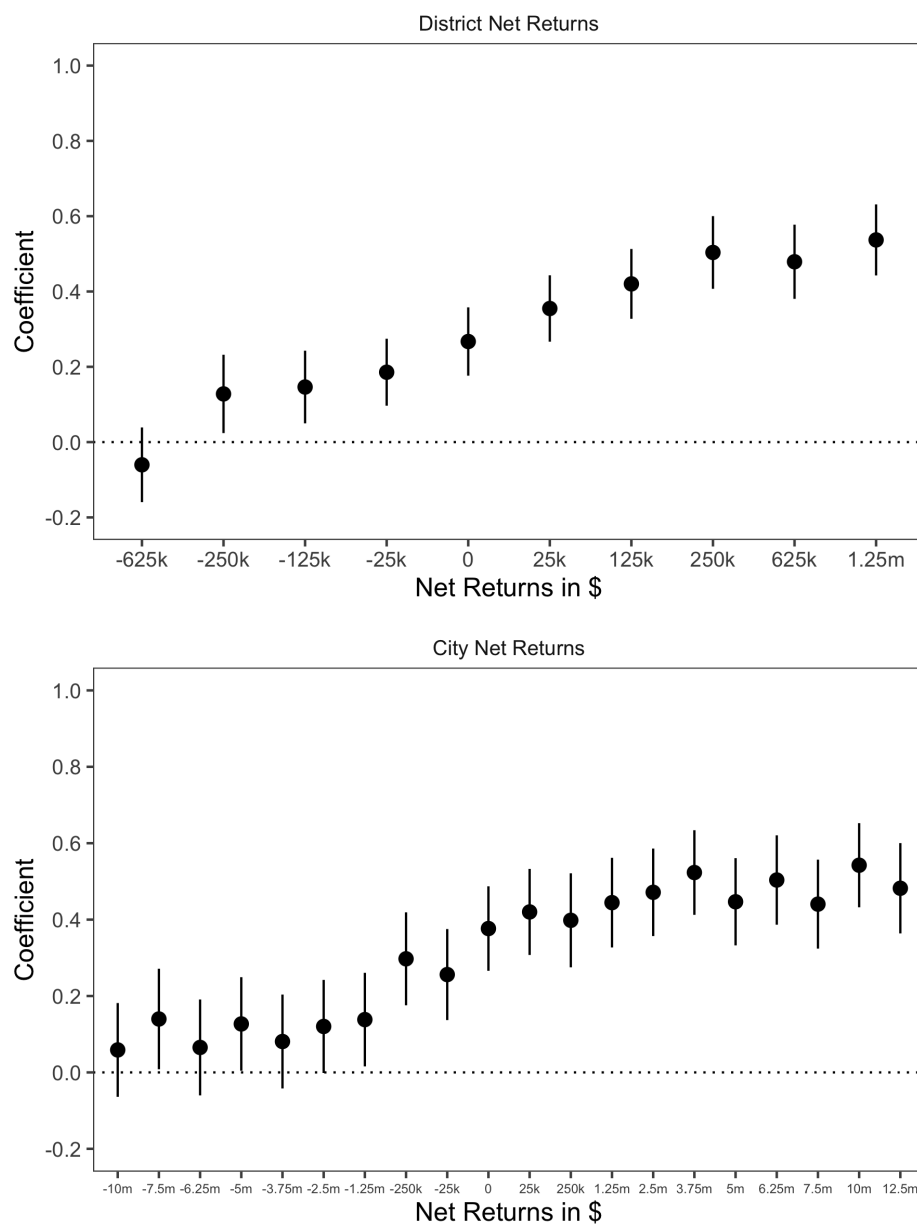 District Net Returns
1.0
0.8
0.6
0.4
0.2
0.0
-0.2
Coefficient
-625k -250k -125k -25k 0 25k 125k 250k 625k 1.25m
Net Returns in $
City Net Returns
1.0
0.8
0.6
0.4
0.2
0.0
-0.2
Coefficient
-10m -7.5m -6.25m -5m -3.75m -2.5m -1.25m -250k -25k 0 25k 250k 1.25m 2.5m 3.75m 5m 6.25m 7.5m 10m 12.5m
Net Returns in $